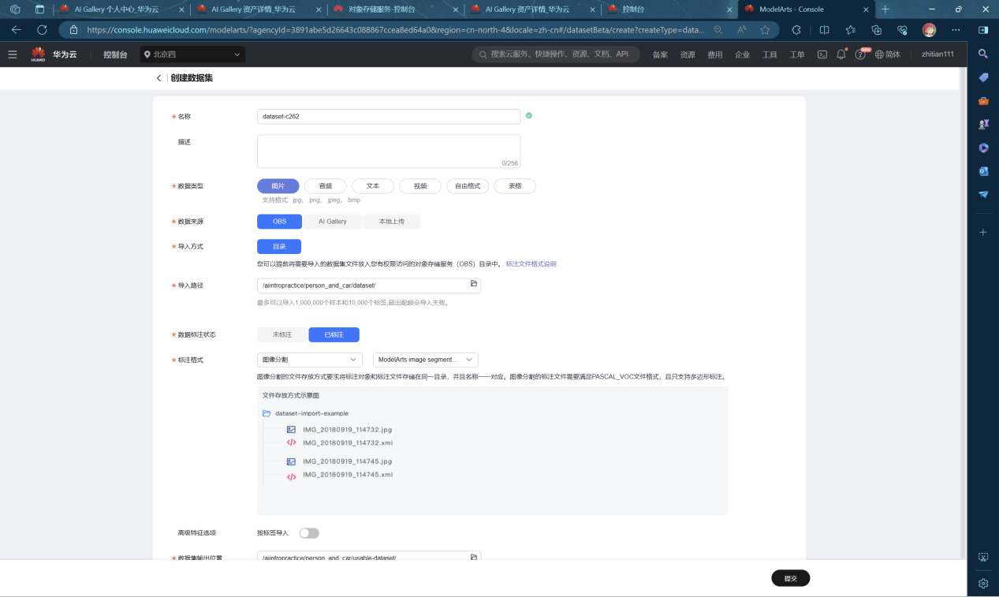 AI Gallery 个人中心_华为云
AI Gallery 资产详情_华为云
对象存储服务-控制台
AI Gallery 资产详情_华为云
控制台
ModelArts - Console
https://console.huaweicloud.com/modelarts/?agencyId=3891abe5d26643c088867ccea8ed64a0&region=cn-north-4&locale=zh-cn#/datasetBeta/create?createType=data...
HUAWEI
华为云
控制台
北京四
搜索云服务、快捷操作、资源、文档、API
备案
资源
费用
企业
工具
工单
NEW
简体
zhitian111
创建数据集
* 名称
dataset-c262
描述
0/256
* 数据类型
图片
音频
文本
视频
自由格式
表格
支持格式: .jpg、 .png、 .jpeg、 .bmp
* 数据来源
OBS
AI Gallery
本地上传
* 导入方式
目录
您可以提前将需要导入的数据集文件放入您有权限访问的对象存储服务（OBS）目录中。 标注文件格式说明
* 导入路径
/aiintropractice/person_and_car/dataset/
最多可以导入1,000,000个样本和10,000个标签,超出配额会导入失败。
* 数据标注状态
未标注
已标注
* 标注格式
图像分割
ModelArts image segment...
图像分割的文件存放方式要求将标注对象和标注文件存储在同一目录，并且名称一一对应。图像分割的标注文件需要满足PASCAL_VOC文件格式，且只支持多边形标注。
文件存放方式示意图
dataset-import-example
IMG_20180919_114732.jpg
IMG_20180919_114732.xml
IMG_20180919_114745.jpg
IMG_20180919_114745.xml
高级特征选项
按标签导入
* 数据集输出位置
/aiintropractice/person_and_car/usable-dataset/
提交